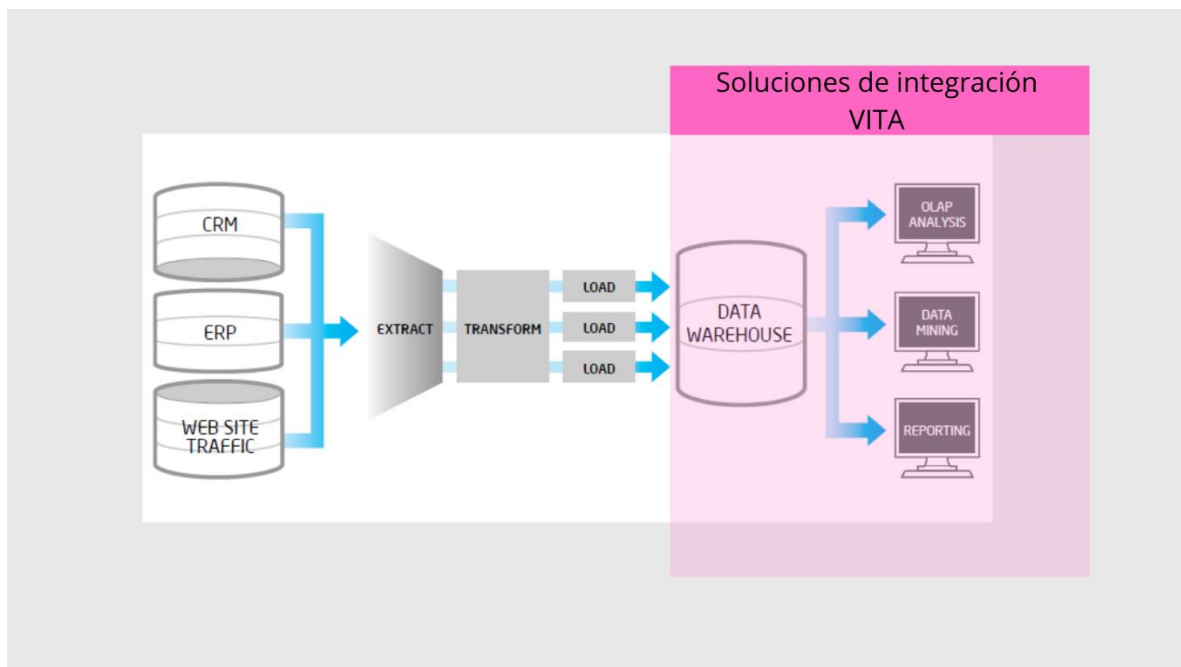 Soluciones de integración
VITA
CRM
ERP
WEB SITE
TRAFFIC
EXTRACT
TRANSFORM
LOAD
LOAD
LOAD
DATA
WAREHOUSE
OLAP
ANALYSIS
DATA
MINING
REPORTING